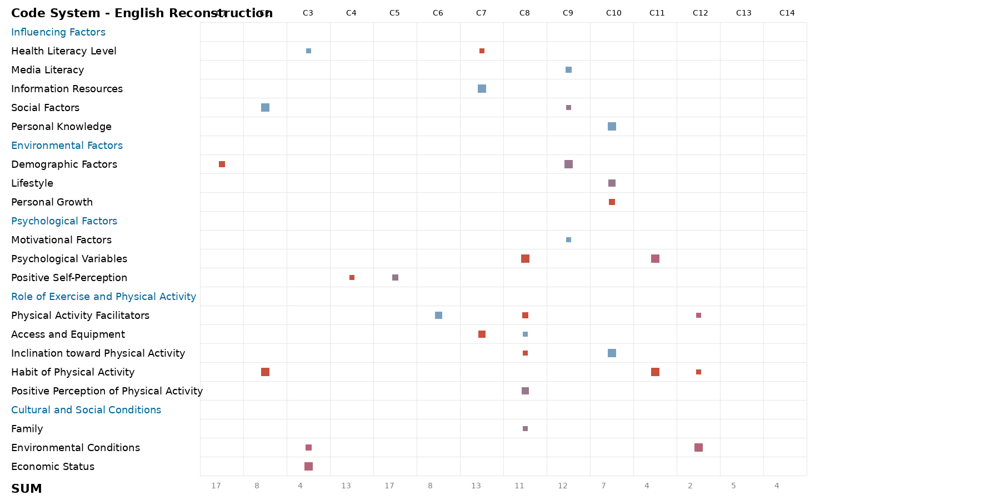 Code System - English Reconstruction C1 C2 C3 C4 C5 C6 C7 C8 C9 C10 C11 C12 C13 C14
Influencing Factors
Health Literacy Level
Media Literacy
Information Resources
Social Factors
Personal Knowledge
Environmental Factors
Demographic Factors
Lifestyle
Personal Growth
Psychological Factors
Motivational Factors
Psychological Variables
Positive Self-Perception
Role of Exercise and Physical Activity
Physical Activity Facilitators
Access and Equipment
Inclination toward Physical Activity
Habit of Physical Activity
Positive Perception of Physical Activity
Cultural and Social Conditions
Family
Environmental Conditions
Economic Status
SUM 17 8 4 13 17 8 13 11 12 7 4 2 5 4